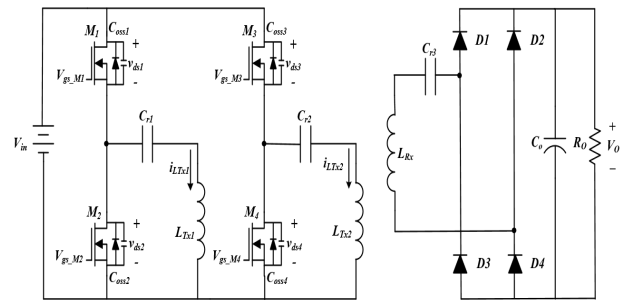 M1 Coss1 + Vgs_M1 vds1 -
M3 Coss3 + Vgs_M3 vds3 -
D1 D2
Cr3
Cr1
Cr2
Vin
iLTx1
iLTx2
LRx
Co RO + VO −
M2 + Vgs_M2 vds2 - Coss2
LTx1
M4 + Vgs_M4 vds4 - Coss4
LTx2
D3 D4